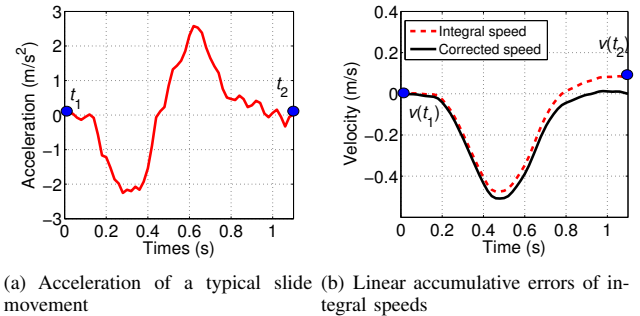 3
2
1
0
−1
−2
−3
Acceleration (m/s²)
t₁
t₂
0 0.2 0.4 0.6 0.8 1
Times (s)
0.4
0.2
0
−0.2
−0.4
Velocity (m/s)
Integral speed
Corrected speed
v(t₁)
v(t₂)
0 0.2 0.4 0.6 0.8 1
Time (s)
(a) Acceleration of a typical slide
movement
(b) Linear accumulative errors of in-
tegral speeds